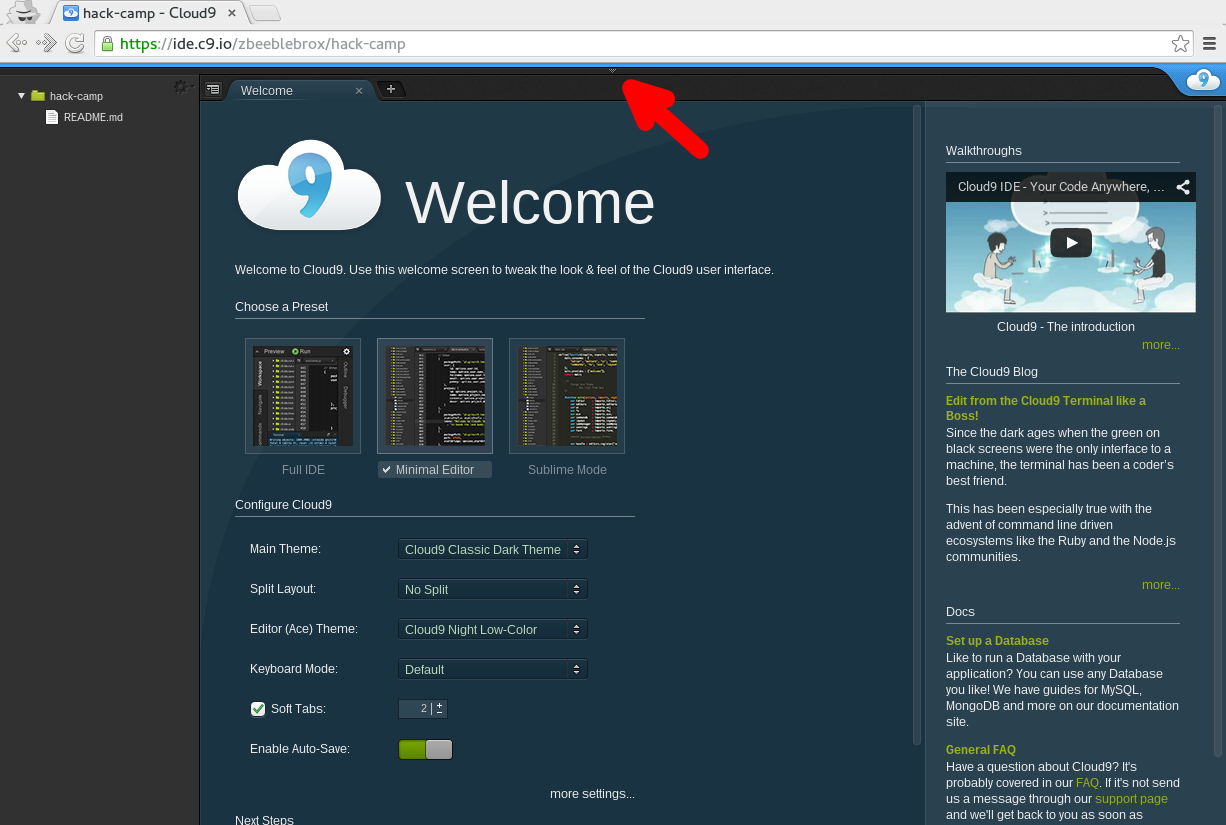 hack-camp - Cloud9
https://ide.c9.io/zbeeblebrox/hack-camp
hack-camp
README.md
Welcome
9
Welcome
Welcome to Cloud9. Use this welcome screen to tweak the look & feel of the Cloud9 user interface.
Choose a Preset
Preview Run
Workspace
Navigate
Outline
Debugger
Full IDE
Minimal Editor
Sublime Mode
Configure Cloud9
Main Theme:
Cloud9 Classic Dark Theme
Split Layout:
No Split
Editor (Ace) Theme:
Cloud9 Night Low-Color
Keyboard Mode:
Default
Soft Tabs:
2
Enable Auto-Save:
more settings...
Next Steps
Walkthroughs
Cloud9 IDE - Your Code Anywhere, ...
Cloud9 - The introduction
more...
The Cloud9 Blog
Edit from the Cloud9 Terminal like a
Boss!
Since the dark ages when the green on
black screens were the only interface to a
machine, the terminal has been a coder's
best friend.
This has been especially true with the
advent of command line driven
ecosystems like the Ruby and the Node.js
communities.
more...
Docs
Set up a Database
Like to run a Database with your
application? You can use any Database
you like! We have guides for MySQL,
MongoDB and more on our documentation
site.
General FAQ
Have a question about Cloud9? It's
probably covered in our FAQ. If it's not send
us a message through our support page
and we'll get back to you as soon as